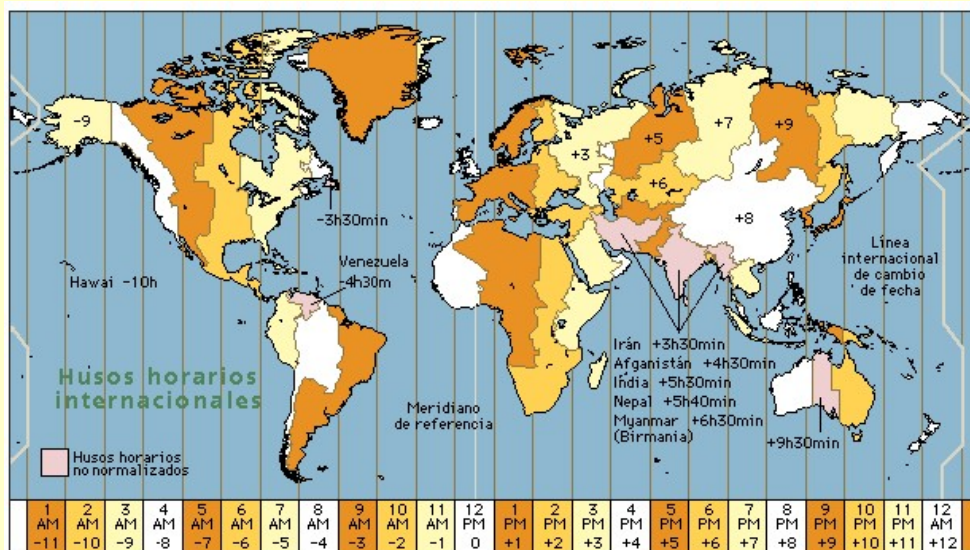 -9
+5
+7
+9
+3
+6
+8
-3h30min
Línea
internacional
de cambio
de fecha
Hawai -10h
Venezuela
-4h30m
Irán +3h30min
Afganistán +4h30min
India +5h30min
Nepal +5h40min
Myanmar +6h30min
(Birmania)
+9h30min
Husos horarios
internacionales
Meridiano
de referencia
Husos horarios
no normalizados
1 2 3 4 5 6 7 8 9 10 11 12 1 2 3 4 5 6 7 8 9 10 11 12
AM AM AM AM AM AM AM AM AM AM AM PM PM PM PM PM PM PM PM PM PM PM PM AM
-11 -10 -9 -8 -7 -6 -5 -4 -3 -2 -1 0 +1 +2 +3 +4 +5 +6 +7 +8 +9 +10 +11 +12